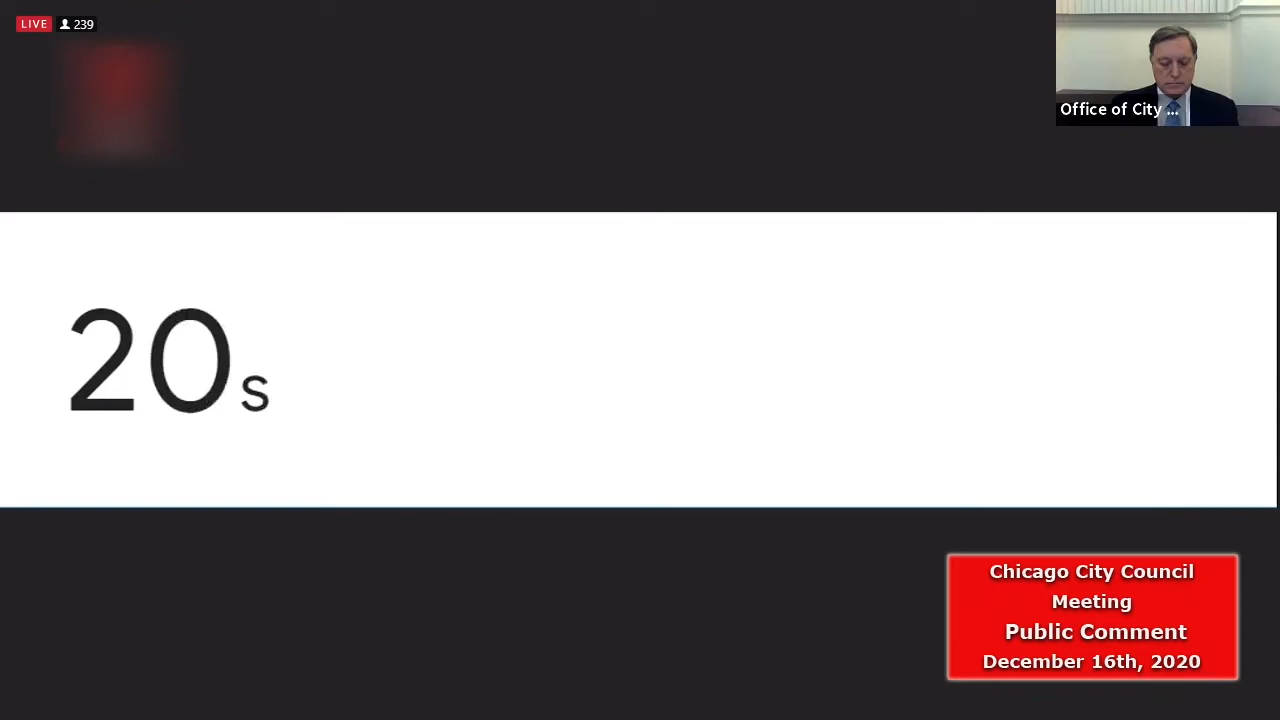 LIVE 239
Office of City ...
20s
Chicago City Council
Meeting
Public Comment
December 16th, 2020